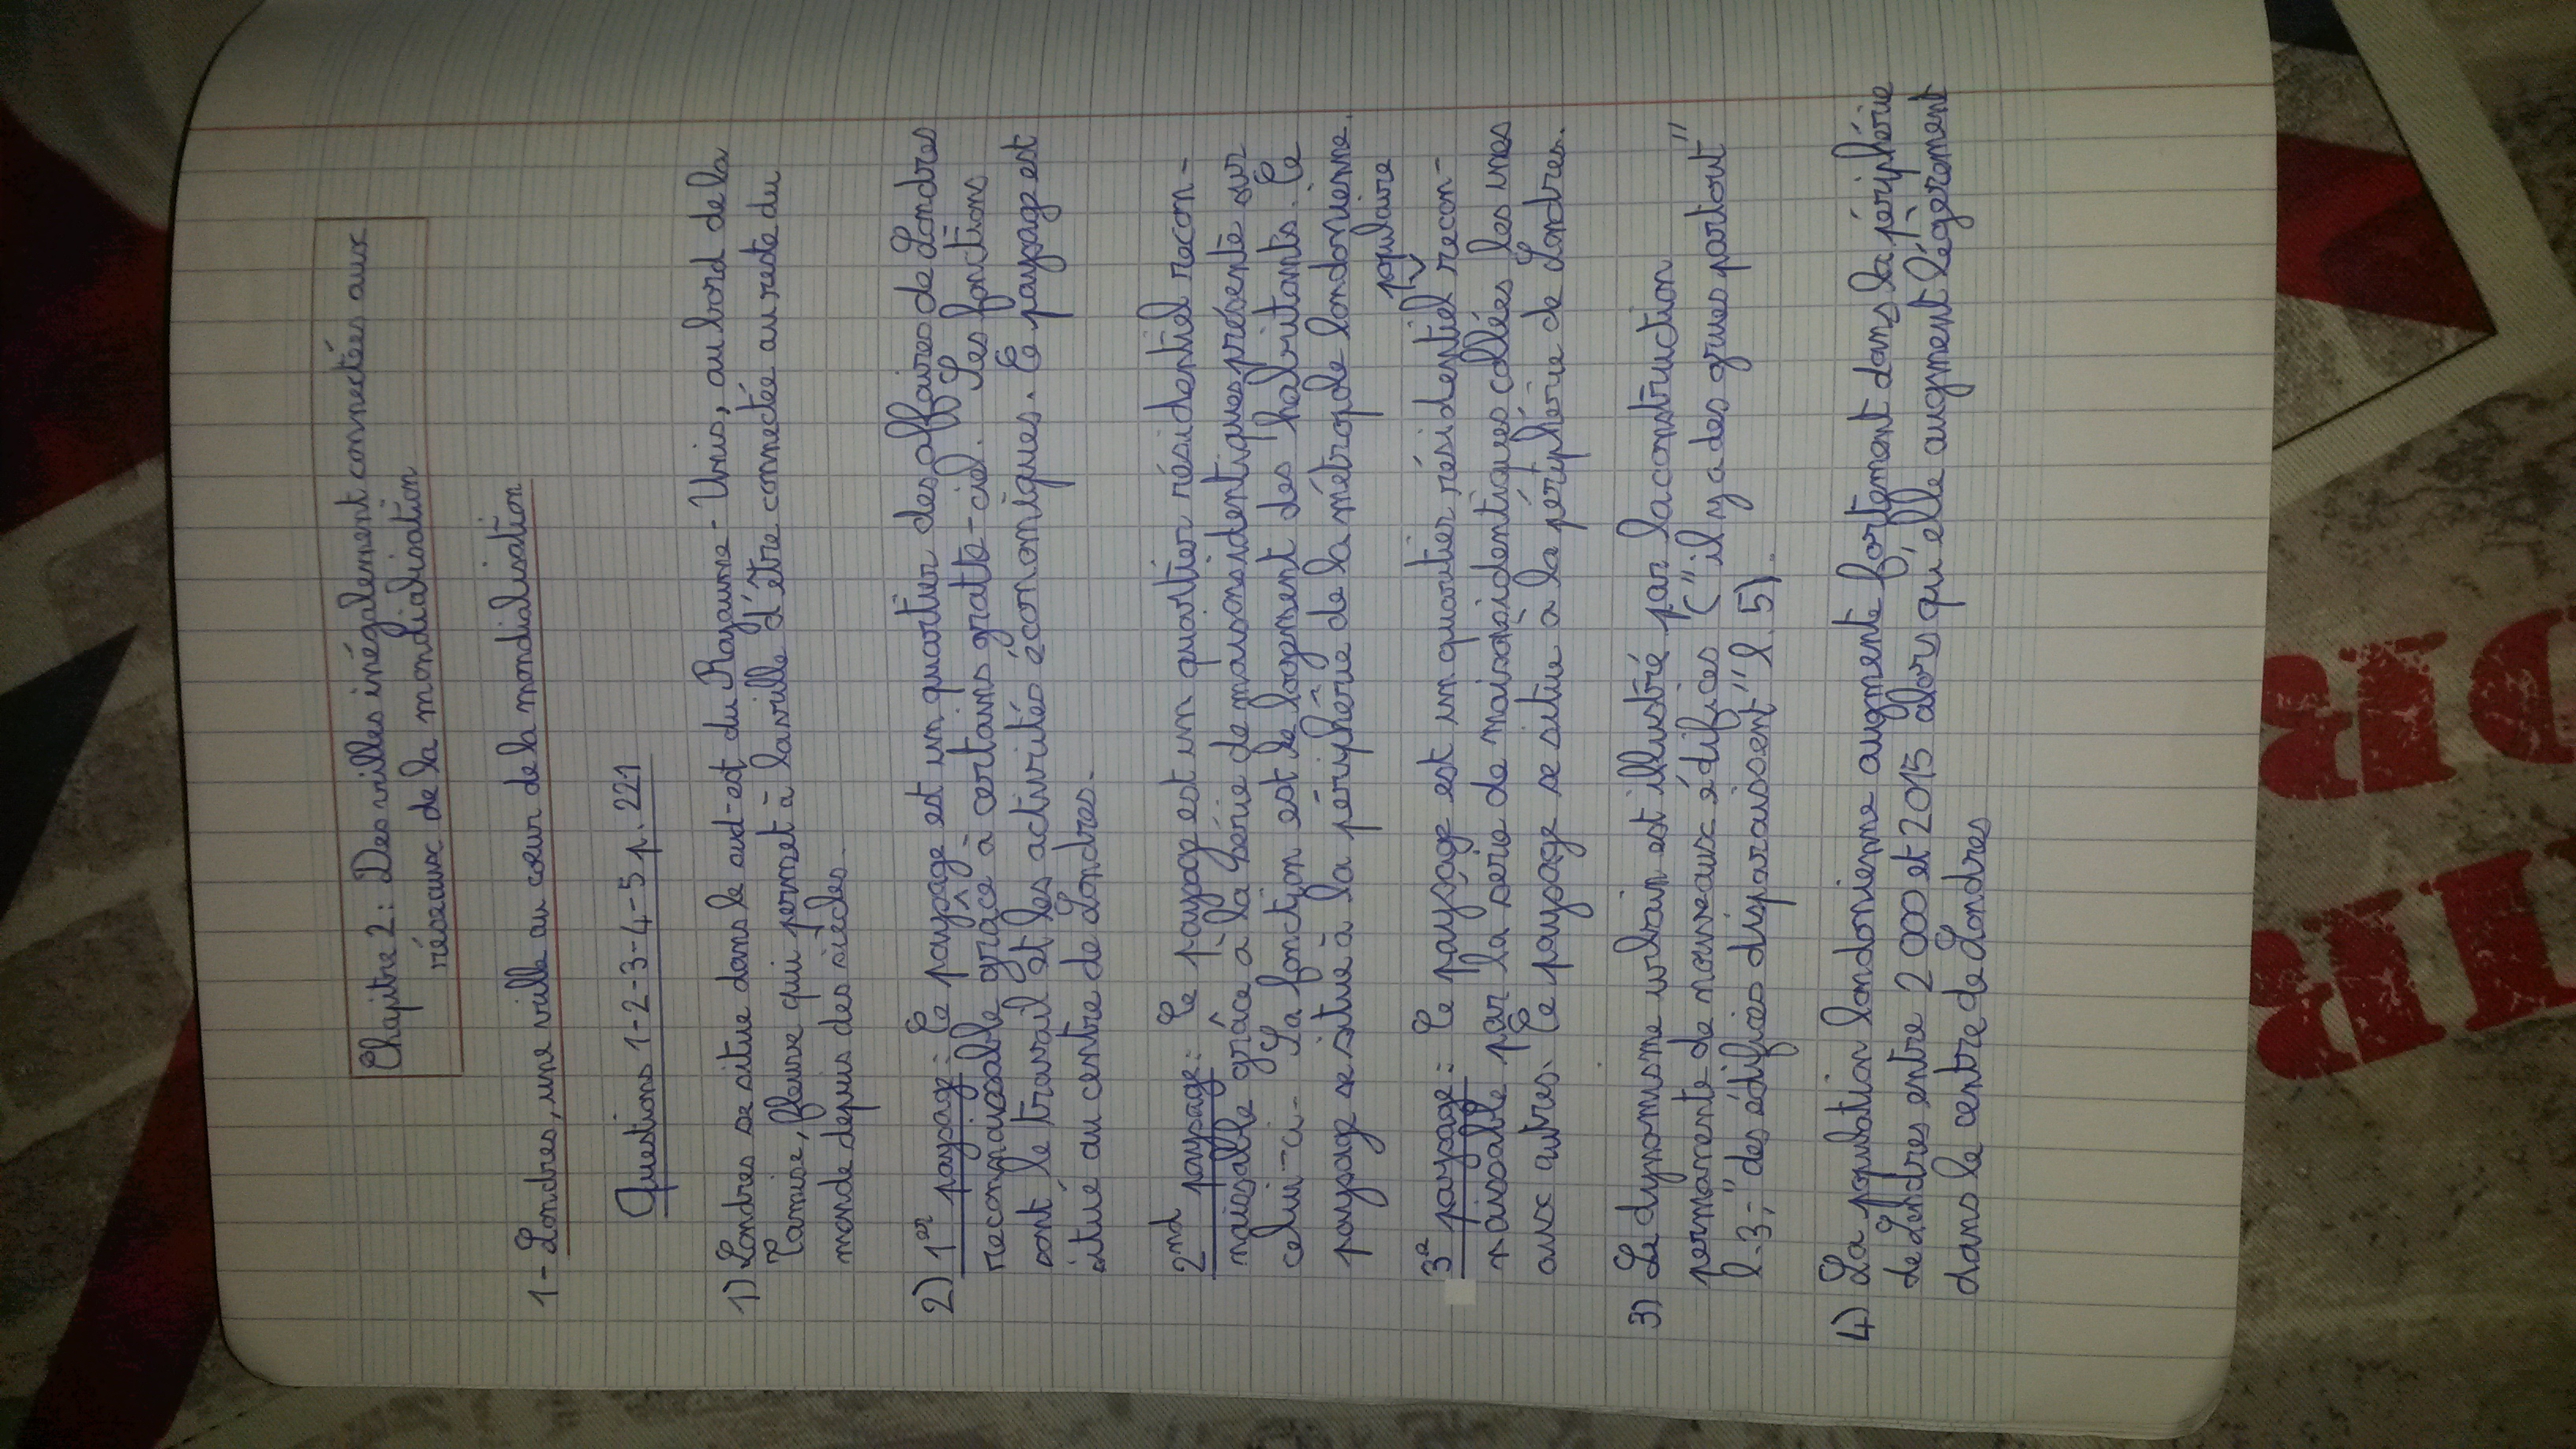 Chapitre 2 : Des villes inégalement connectées aux
réseaux de la mondialisation
1- Londres, une ville au cœur de la mondialisation
Questions 1-2-3-4-5 p. 221
1) Londres se situe dans le sud-est du Royaume-Unis, au bord de la
Tamise, fleuve qui permet à la ville d'être connectée au reste du
monde depuis des siècles.
2) 1er paysage : Ce paysage est un quartier des affaires de Londres
reconnaissable grâce à certains gratte-ciel. Ses fonctions
sont le travail et les activités économiques. Ce paysage est
situé au centre de Londres.
2nd paysage : Ce paysage est un quartier résidentiel recon-
naissable grâce à la série de maisons identiques présente sur
celui-ci. Sa fonction est le logement des habitants. Ce
paysage se situe à la périphérie de la métropole londonienne.
populaire
3e paysage : Ce paysage est un quartier résidentiel recon-
naissable par la série de maisons identiques collées les unes
aux autres. Ce paysage se situe à la périphérie de Londres.
3) Le dynamisme urbain est illustré par la construction
permanente de nouveaux édifices ("il y a des grues partout"
l.3, "des édifices disparaissent" l. 5).
4) La population londonienne augmente fortement dans la périphérie
de Londres entre 2 000 et 2015 alors qu'elle augment légèrement
dans le centre de Londres